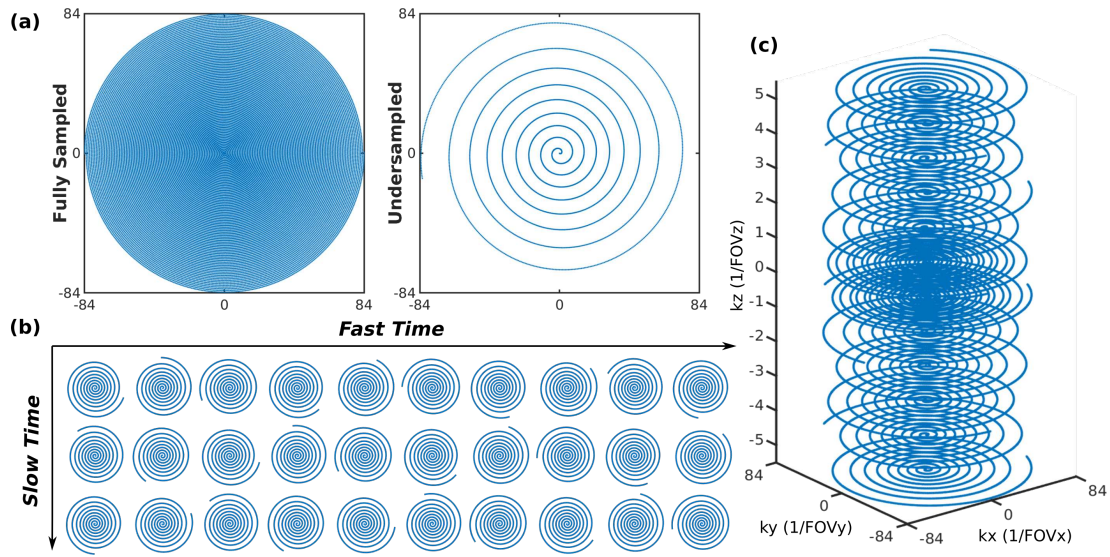 (a)
84
Fully Sampled
0
-84
-84 0 84
84
Undersampled
0
-84
-84 0 84
(b)
Fast Time
Slow Time
(c)
5
4
3
2
1
0
-1
-2
-3
-4
-5
kz (1/FOVz)
84
0
-84
ky (1/FOVy)
-84
0
84
kx (1/FOVx)